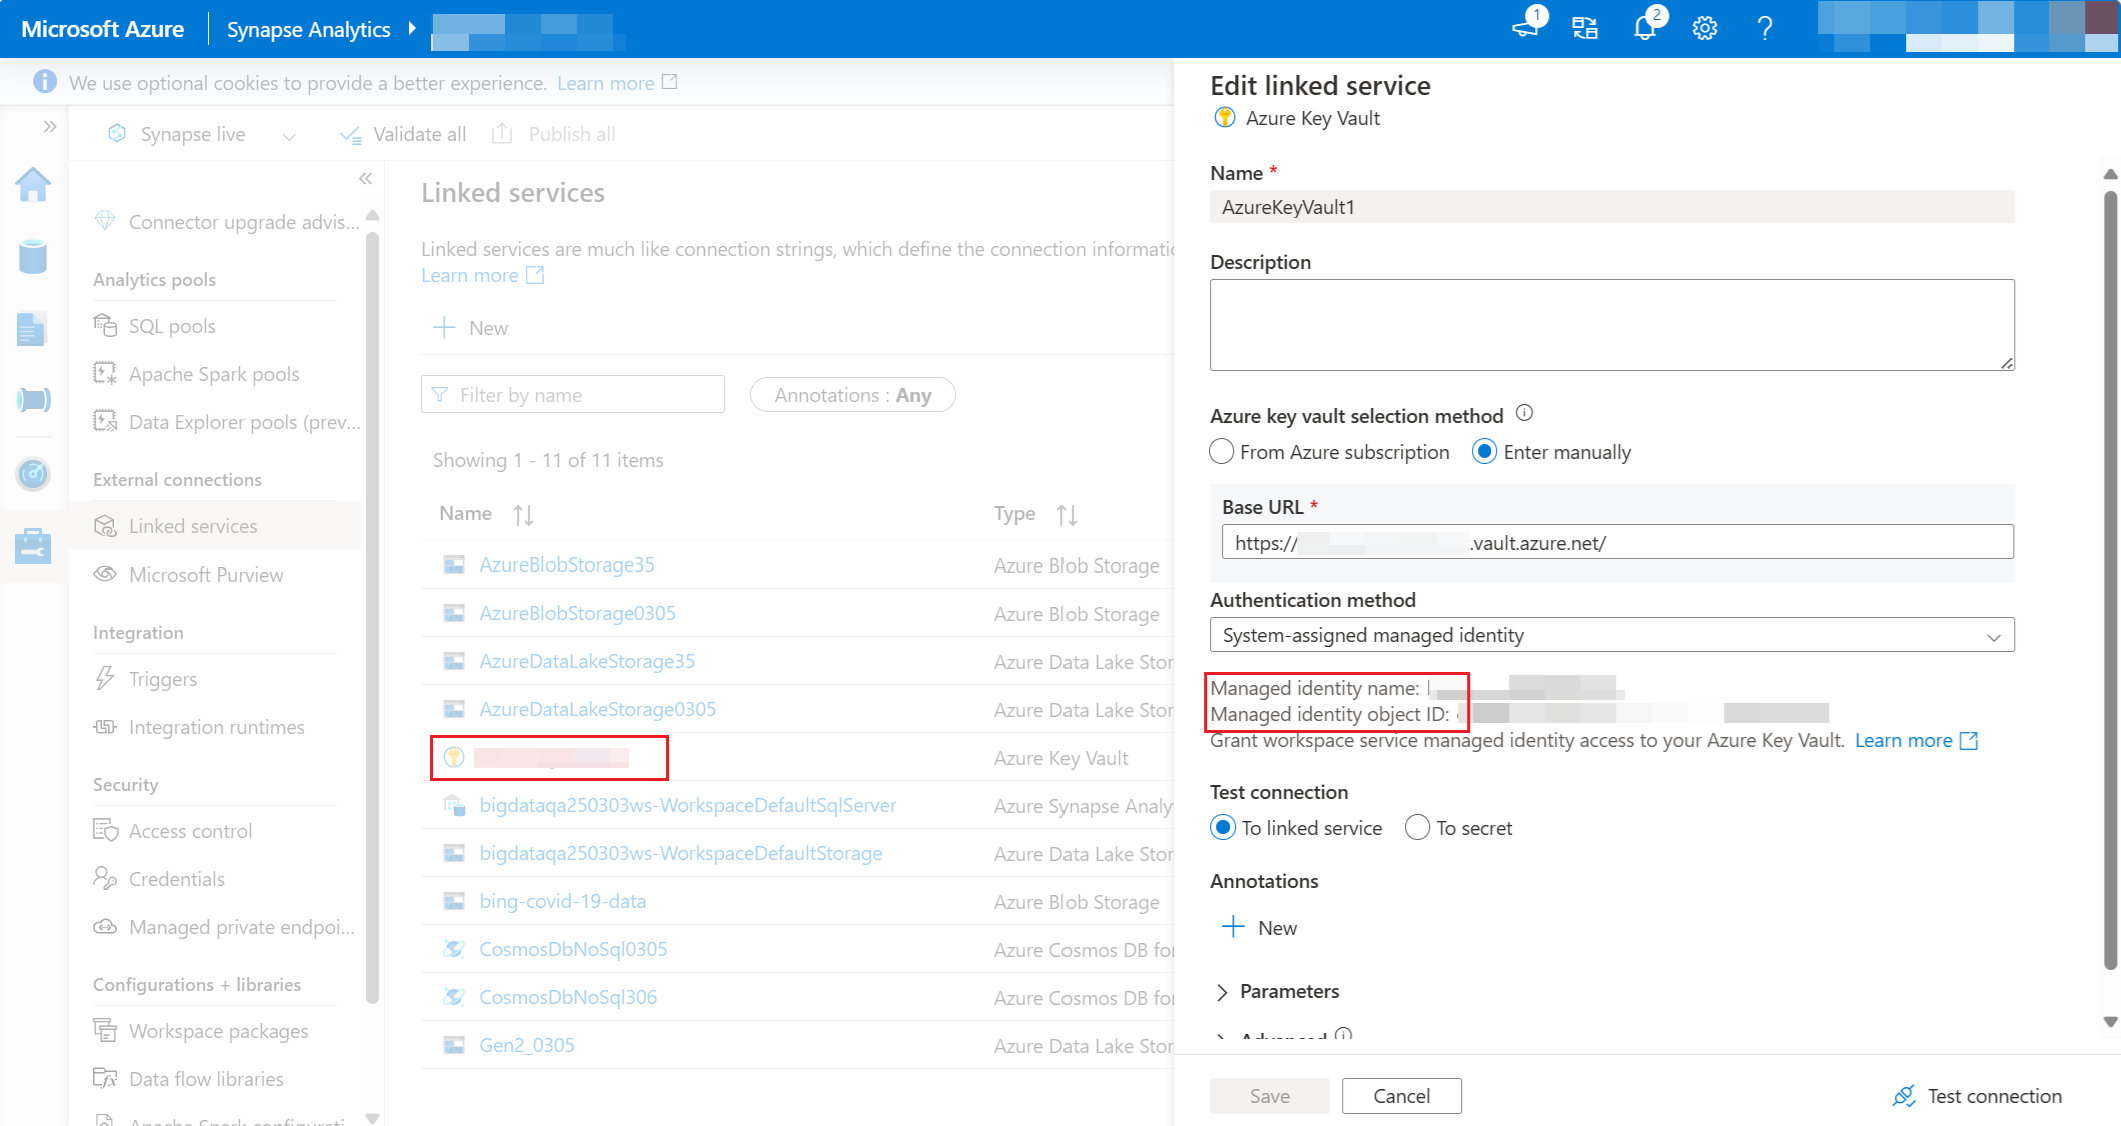 Microsoft Azure
Synapse Analytics
1
2
We use optional cookies to provide a better experience. Learn more
Synapse live
Validate all
Publish all
Connector upgrade advis...
Analytics pools
SQL pools
Apache Spark pools
Data Explorer pools (prev...
External connections
Linked services
Microsoft Purview
Integration
Triggers
Integration runtimes
Security
Access control
Credentials
Managed private endpoi...
Configurations + libraries
Workspace packages
Data flow libraries
Apache Spark configurati...
Linked services
Linked services are much like connection strings, which define the connection informatic
Learn more
New
Filter by name
Annotations : Any
Showing 1 - 11 of 11 items
Name Type
AzureBlobStorage35 Azure Blob Storage
AzureBlobStorage0305 Azure Blob Storage
AzureDataLakeStorage35 Azure Data Lake Stor
AzureDataLakeStorage0305 Azure Data Lake Stor
Azure Key Vault
bigdataqa250303ws-WorkspaceDefaultSqlServer Azure Synapse Analy
bigdataqa250303ws-WorkspaceDefaultStorage Azure Data Lake Stor
bing-covid-19-data Azure Blob Storage
CosmosDbNoSql0305 Azure Cosmos DB for
CosmosDbNoSql306 Azure Cosmos DB for
Gen2_0305 Azure Data Lake Stor
Edit linked service
Azure Key Vault
Name *
AzureKeyVault1
Description
Azure key vault selection method
From Azure subscription Enter manually
Base URL *
https:// .vault.azure.net/
Authentication method
System-assigned managed identity
Managed identity name:
Managed identity object ID:
Grant workspace service managed identity access to your Azure Key Vault. Learn more
Test connection
To linked service To secret
Annotations
New
Parameters
Advanced
Save
Cancel
Test connection